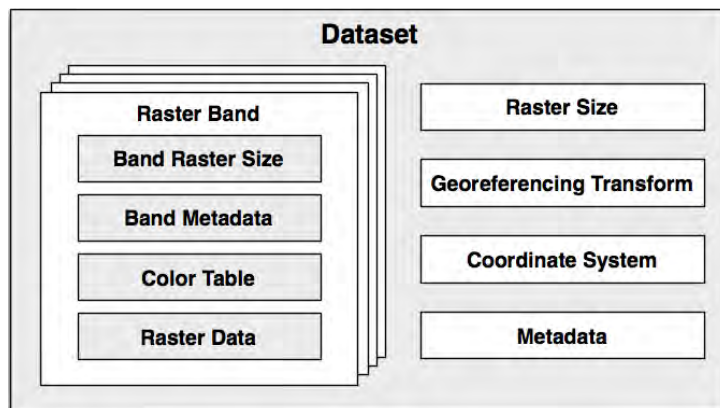 Dataset
Raster Band
Band Raster Size
Band Metadata
Color Table
Raster Data
Raster Size
Georeferencing Transform
Coordinate System
Metadata